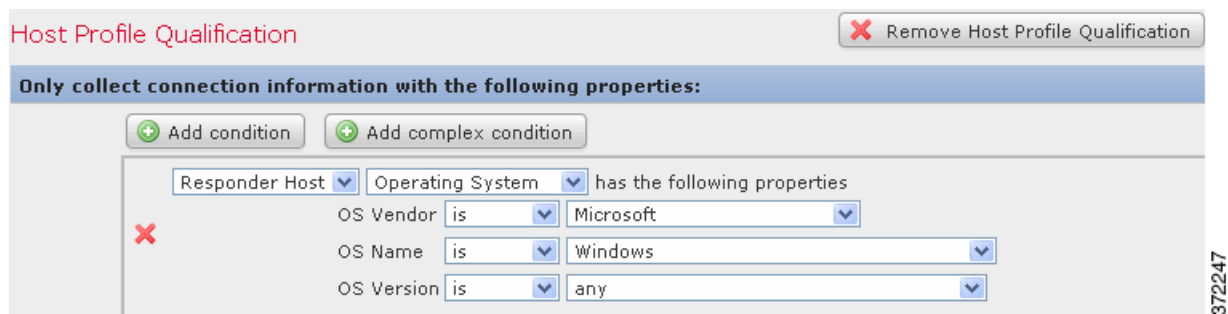 Host Profile Qualification
Remove Host Profile Qualification
Only collect connection information with the following properties:
Add condition Add complex condition
Responder Host Operating System has the following properties
OS Vendor is Microsoft
OS Name is Windows
OS Version is any
372247